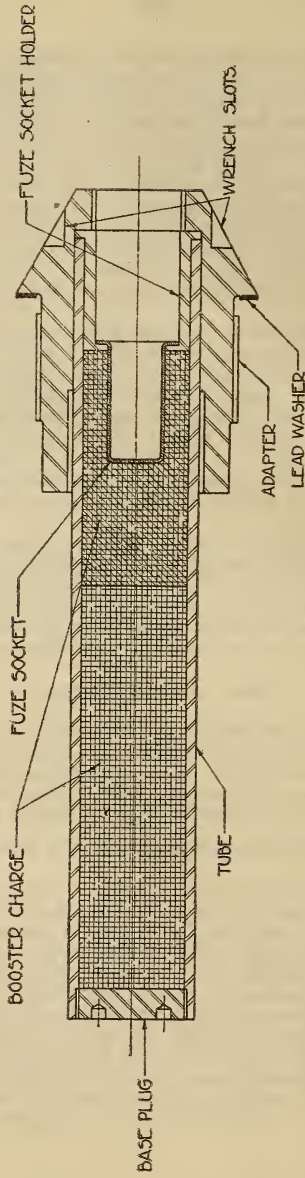 FUZE SOCKET HOLDER
WRENCH SLOTS.
FUZE SOCKET
ADAPTER
LEAD WASHER
BOOSTER CHARGE
TUBE
BASE PLUG